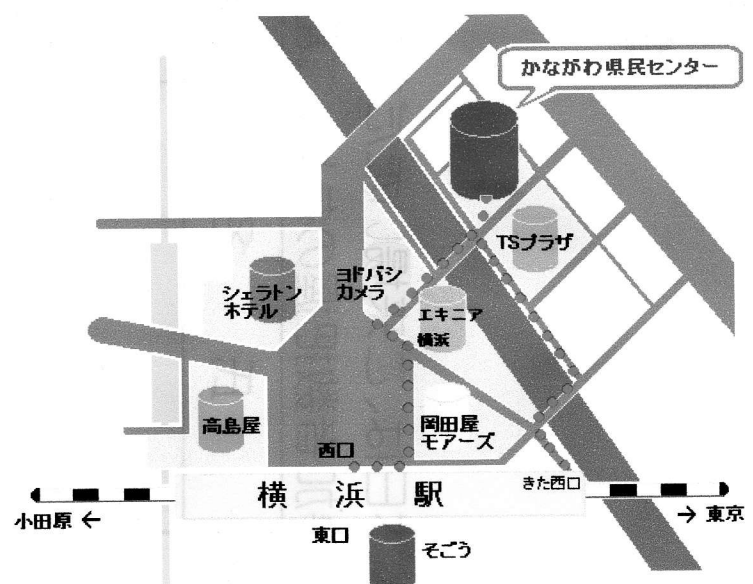 かながわ県民センター
TSプラザ
ヨドバシ
カメラ
シェラトン
ホテル
エキニア
横浜
高島屋
岡田屋
モアーズ
西口
きた西口
横浜駅
小田原 ←
→ 東京
東口
そごう